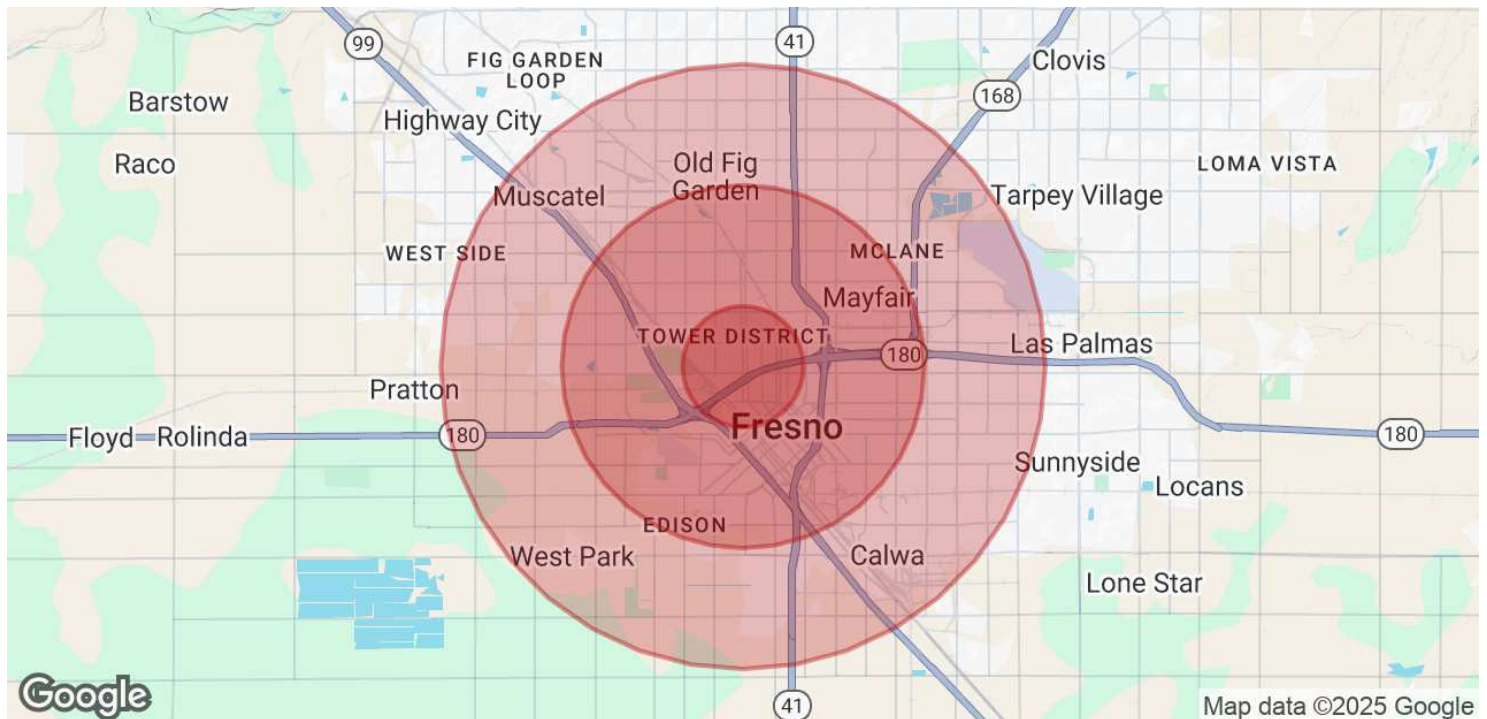 99
41
FIG GARDEN
LOOP
Clovis
168
Barstow
Highway City
Raco
Old Fig
Garden
LOMA VISTA
Muscatel
Tarpey Village
WEST SIDE
MCLANE
Mayfair
TOWER DISTRICT
180
Las Palmas
Pratton
Fresno
Floyd
Rolinda
180
180
Sunnyside
Locans
EDISON
West Park
Calwa
Lone Star
Google
41
Map data ©2025 Google